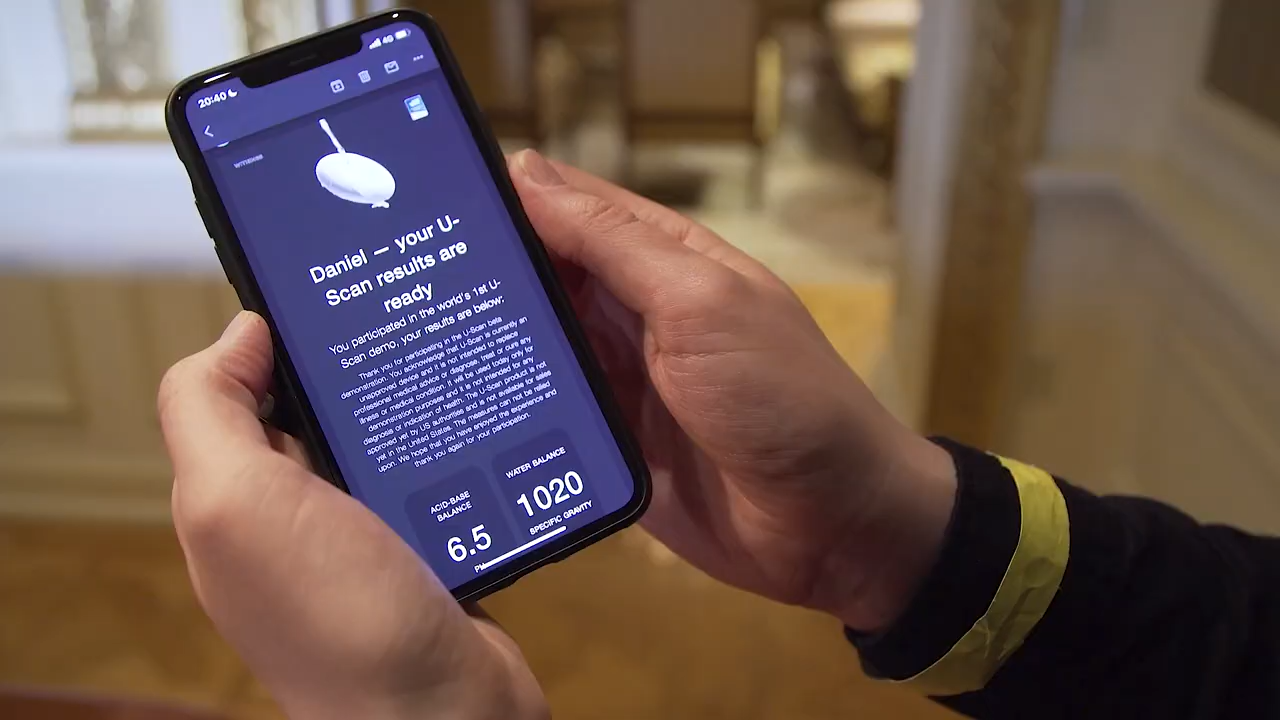 20:40
4G
WITHINGS
Daniel — your U-
Scan results are
ready
You participated in the world's 1st U-
Scan demo, your results are below:
Thank you for participating in the U-Scan beta
demonstration. You acknowledge that U-Scan is currently an
unapproved device and it is not intended to replace
professional medical advice or diagnose, treat or cure any
illness or medical condition. It will be used today only for
demonstration purposes and it is not intended for any
diagnosis or indication of health. The U-Scan product is not
approved yet by US authorities and is not available for sales
yet in the United States. The measures can not be relied
upon. We hope that you have enjoyed the experience and
thank you again for your participation.
ACID-BASE
BALANCE
6.5
WATER BALANCE
1020
SPECIFIC GRAVITY